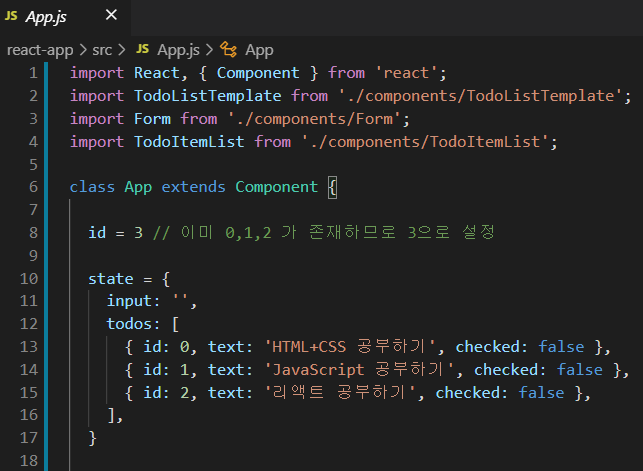 JS App.js ×
react-app > src > JS App.js > App
1 import React, { Component } from 'react';
2 import TodoListTemplate from './components/TodoListTemplate';
3 import Form from './components/Form';
4 import TodoItemList from './components/TodoItemList';
5
6 class App extends Component {
7
8 id = 3 // 이미 0,1,2 가 존재하므로 3으로 설정
9
10 state = {
11 input: '',
12 todos: [
13 { id: 0, text: 'HTML+CSS 공부하기', checked: false },
14 { id: 1, text: 'JavaScript 공부하기', checked: false },
15 { id: 2, text: '리액트 공부하기', checked: false },
16 ],
17 }
18